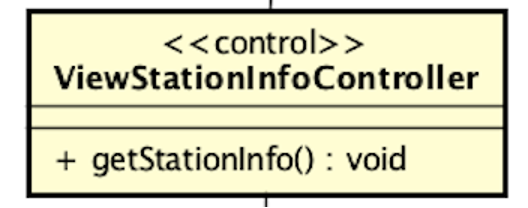 <<control>>
ViewStationInfoController
+ getStationInfo() : void